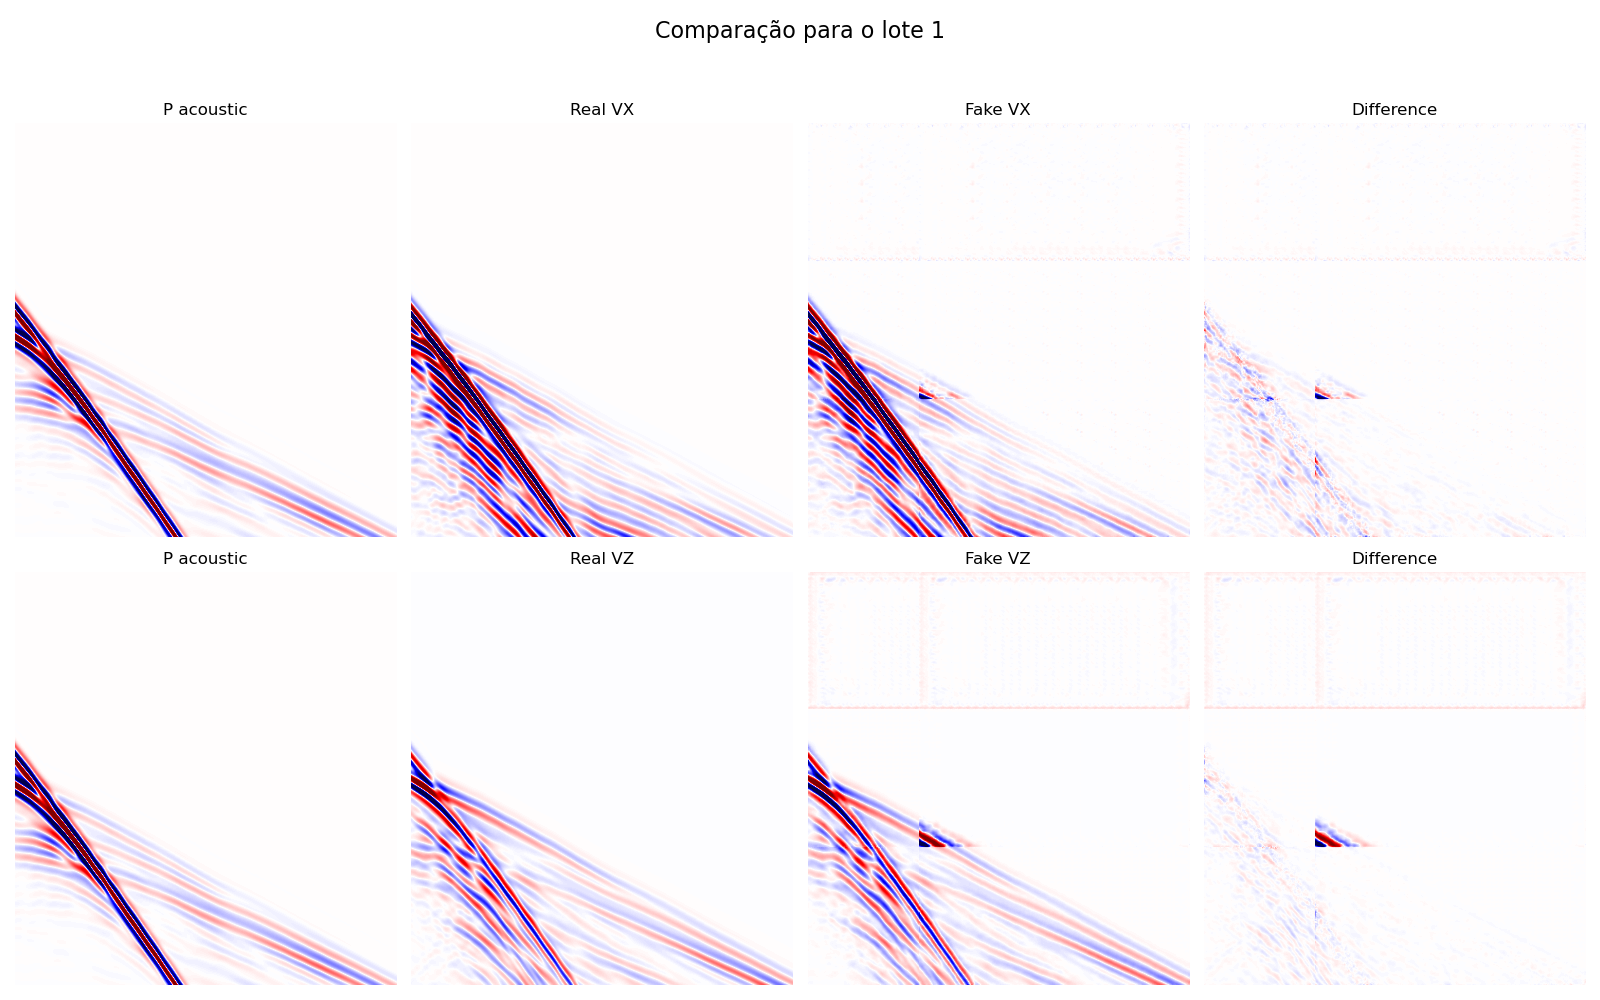 Comparação para o lote 1
P acoustic
Real VX
Fake VX
Difference
P acoustic
Real VZ
Fake VZ
Difference